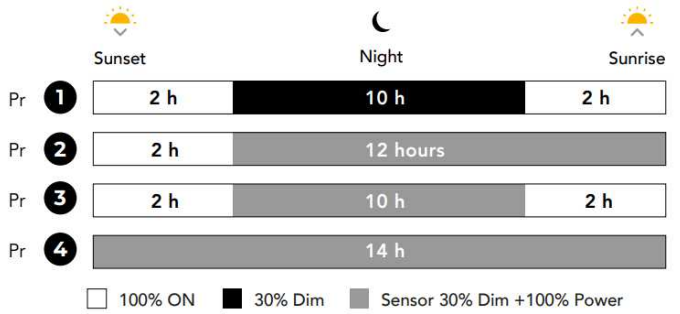 Sunset Night Sunrise
Pr 1 2 h 10 h 2 h
Pr 2 2 h 12 hours
Pr 3 2 h 10 h 2 h
Pr 4 14 h
100% ON 30% Dim Sensor 30% Dim +100% Power